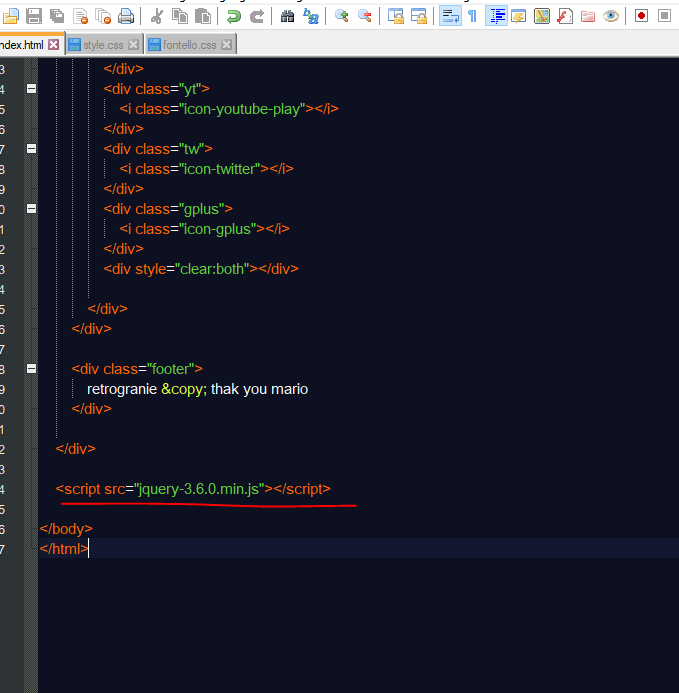 index.html style.css fontello.css
3 </div>
4 <div class="yt">
5 <i class="icon-youtube-play"></i>
6 </div>
7 <div class="tw">
8 <i class="icon-twitter"></i>
9 </div>
0 <div class="gplus">
1 <i class="icon-gplus"></i>
2 </div>
3 <div style="clear:both"></div>
4
5 </div>
6 </div>
7
8 <div class="footer">
9 retrogranie &copy; thak you mario
0 </div>
1
2 </div>
3
4 <script src="jquery-3.6.0.min.js"></script>
5
6 </body>
7 </html>